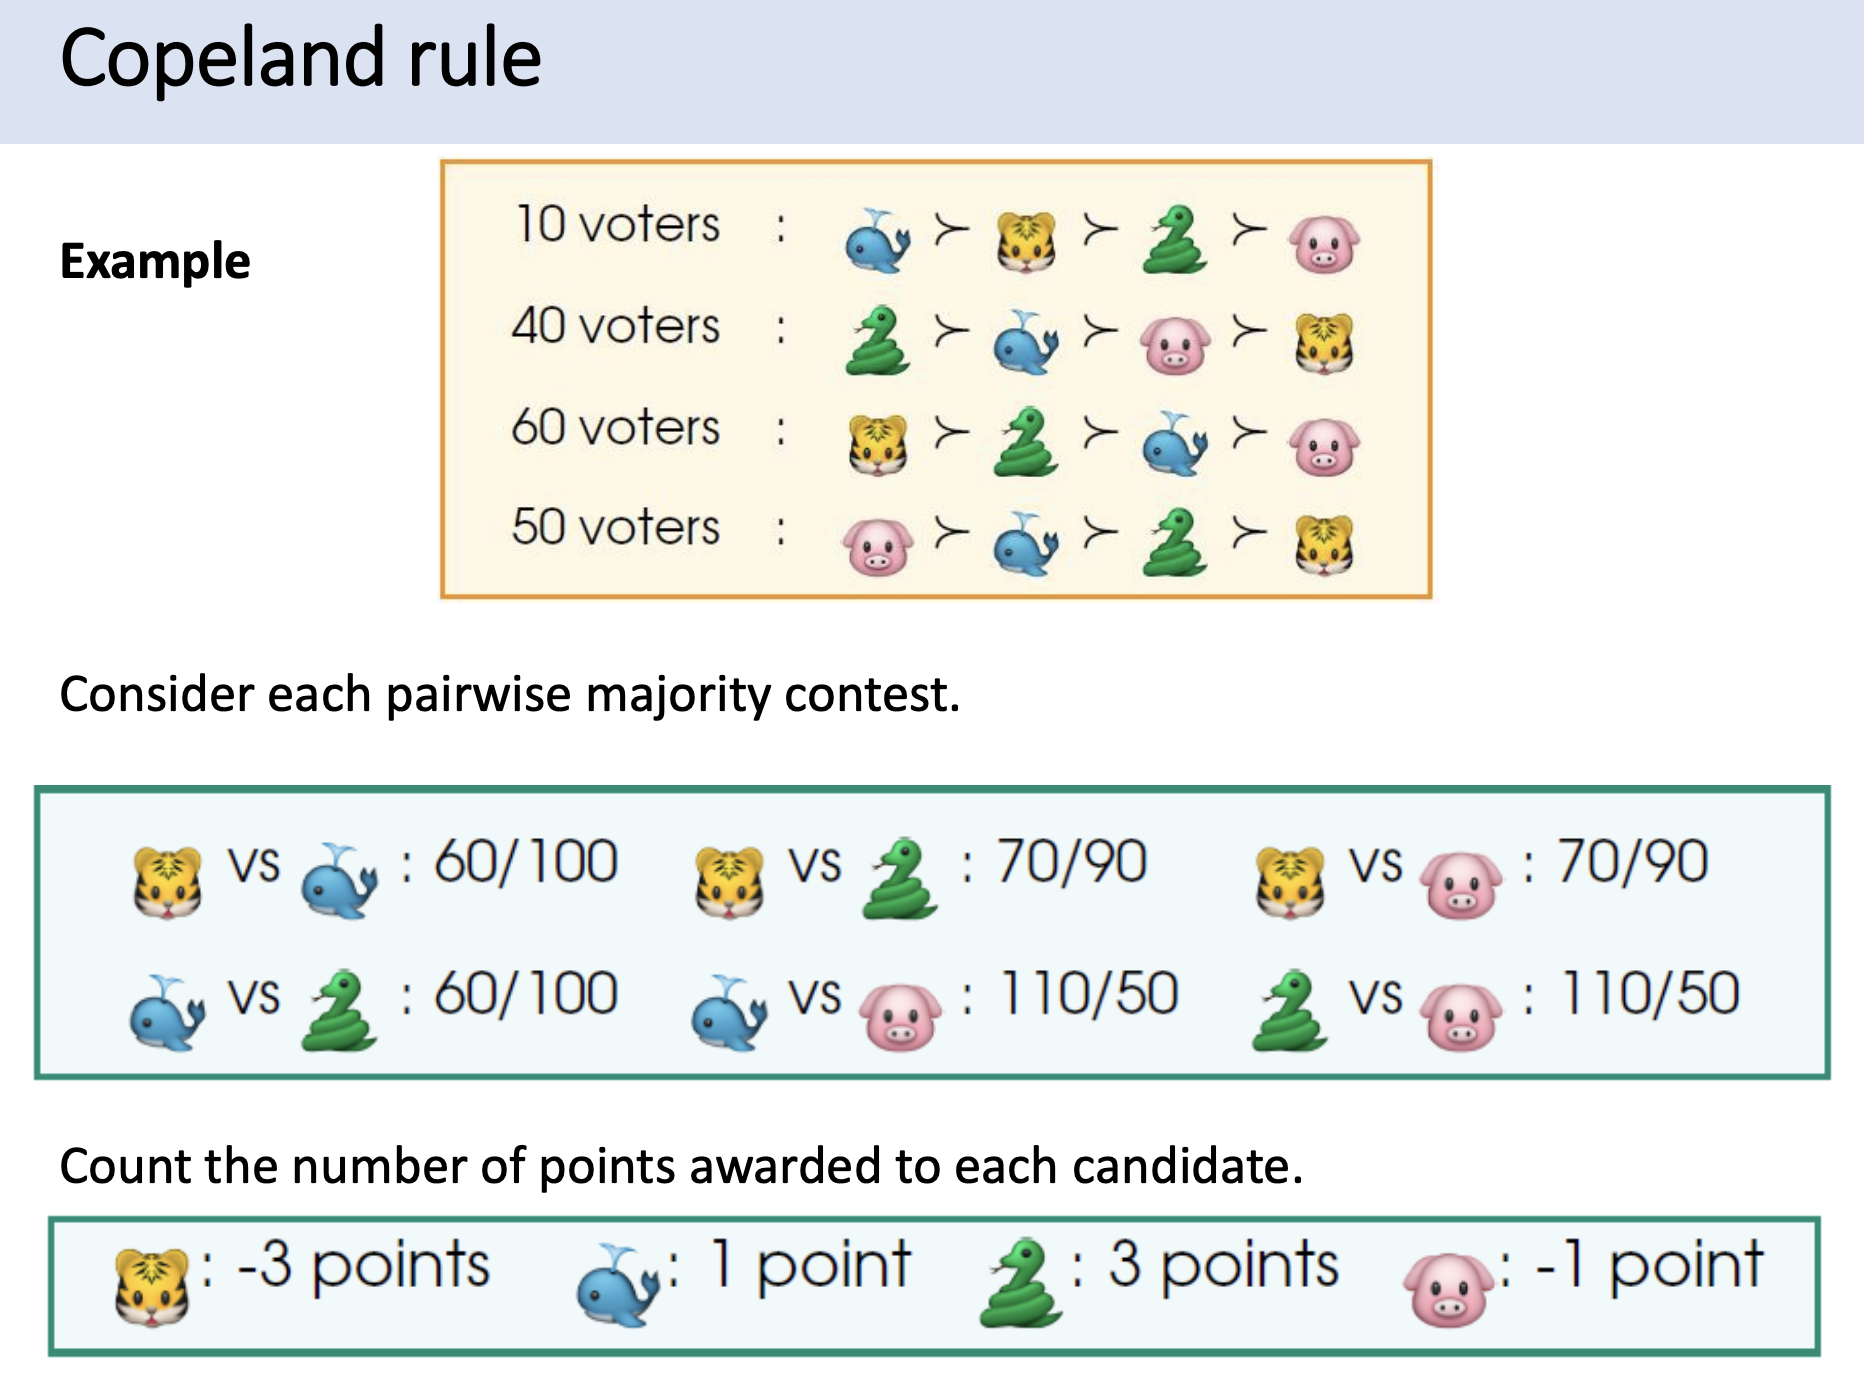 Copeland rule
Example
10 voters : 🐳 ≻ 🐯 ≻ 🐍 ≻ 🐷
40 voters : 🐍 ≻ 🐳 ≻ 🐷 ≻ 🐯
60 voters : 🐯 ≻ 🐍 ≻ 🐳 ≻ 🐷
50 voters : 🐷 ≻ 🐳 ≻ 🐍 ≻ 🐯
Consider each pairwise majority contest.
🐯 vs 🐳 : 60/100 🐯 vs 🐍 : 70/90 🐯 vs 🐷 : 70/90
🐳 vs 🐍 : 60/100 🐳 vs 🐷 : 110/50 🐍 vs 🐷 : 110/50
Count the number of points awarded to each candidate.
🐯: -3 points 🐳: 1 point 🐍: 3 points 🐷: -1 point